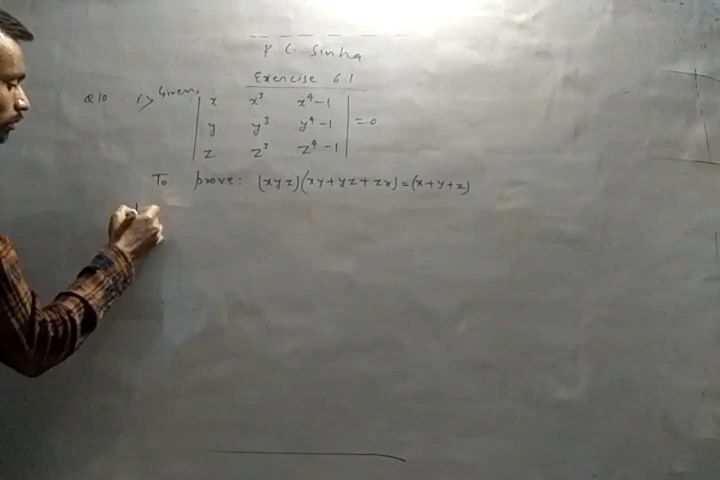 P. C. Sinha
Exercise 6.1
Q10. i> Given,
| x x³ x⁴-1 |
| y y³ y⁴-1 | = 0
| z z³ z⁴-1 |
To prove: (xyz)(xy+yz+zx)=(x+y+z)